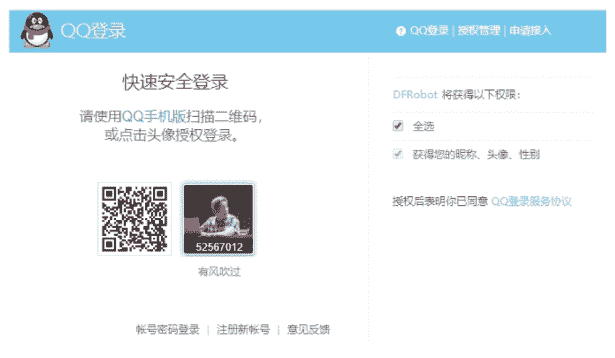 QQ登录
QQ登录 | 授权管理 | 申请接入
快速安全登录
请使用QQ手机版扫描二维码，
或点击头像授权登录。
52567012
有风吹过
帐号密码登录 | 注册新帐号 | 意见反馈
DFRobot 将获得以下权限：
全选
获得您的昵称、头像、性别
授权后表明你已同意 QQ登录服务协议